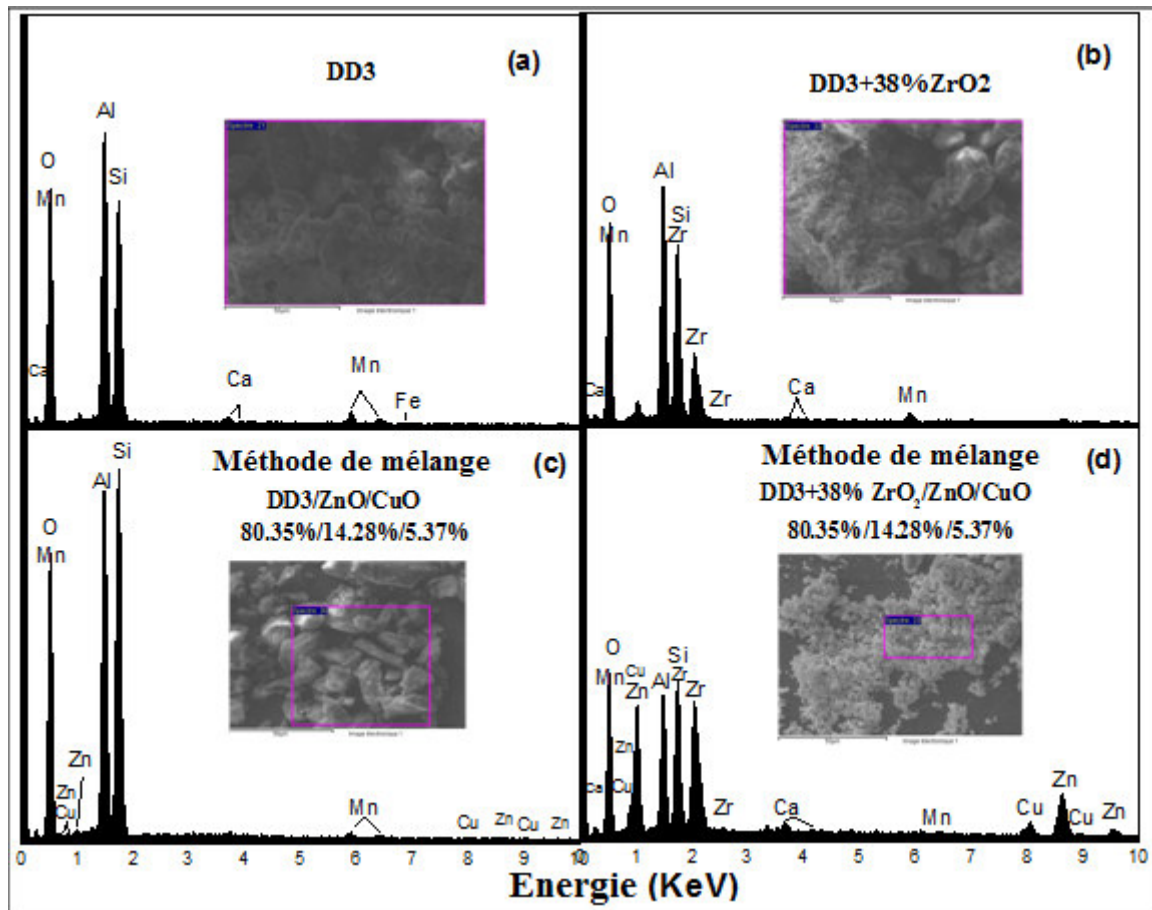 (a)
DD3
Al
O
Mn
Si
Ca
Ca
Mn
Fe
(b)
DD3+38%ZrO2
Al
O
Mn
Si
Zr
Zr
Zr
Ca
Ca
Mn
Méthode de mélange (c)
DD3/ZnO/CuO
80.35%/14.28%/5.37%
Si
Al
O
Mn
Zn
Zn
Cu
Mn
Cu
Zn
Cu
Zn
Méthode de mélange (d)
DD3+38% ZrO₂/ZnO/CuO
80.35%/14.28%/5.37%
O
Mn
Cu
Zn
Al
Si
Zr
Zr
Zn
Ca
Cu
Zr
Ca
Mn
Cu
Zn
Cu
Zn
0 1 2 3 4 5 6 7 8 9 10
0 1 2 3 4 5 6 7 8 9 10
Energie (KeV)